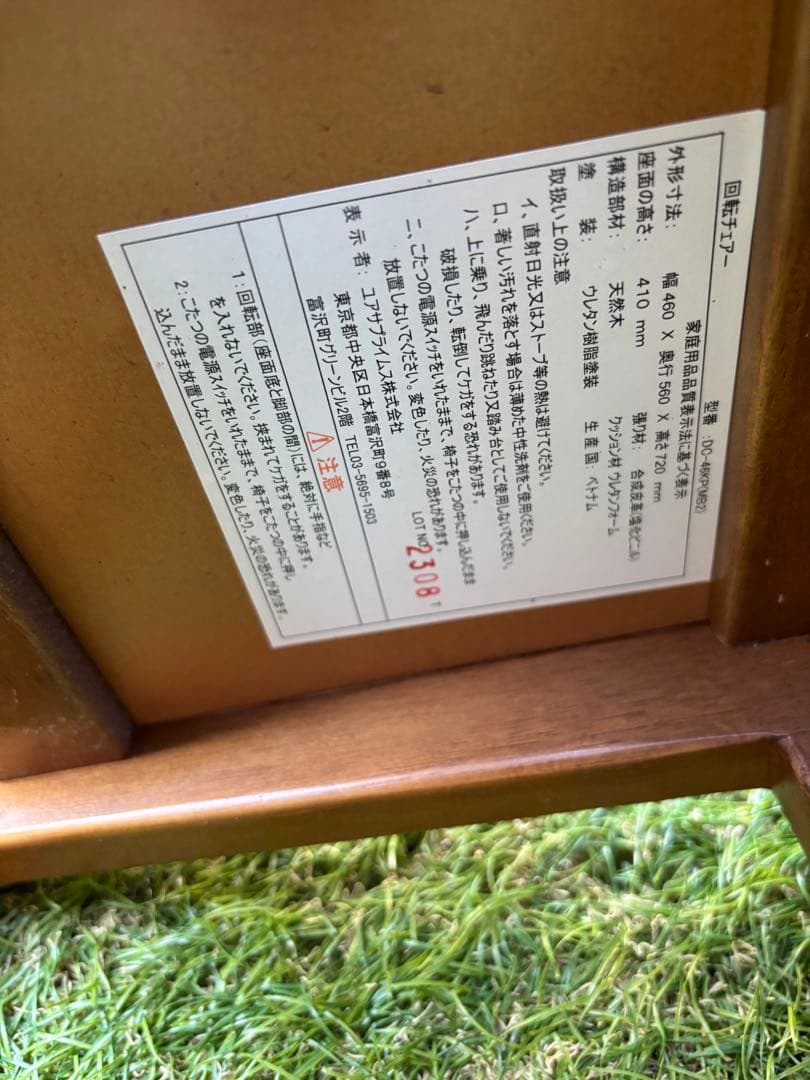 回転チェアー
型番 :DC-46KP(MB2)
家庭用品品質表示法に基づく表示
外形寸法: 幅 460 X 奥行 560 X 高さ 720 mm
座面の高さ: 410 mm 張り材: 合成皮革(塩化ビニル)
構造部材: 天然木 クッション材 ウレタンフォーム
塗 装: ウレタン樹脂塗装 生産国: ベトナム
取扱い上の注意
イ、直射日光又はストーブ等の熱は避けてください。
ロ、著しい汚れを落とす場合は薄めた中性洗剤をご使用ください。
ハ、上に乗り、飛んだり跳ねたり又踏み台としてご使用しないでください。
破損したり、転倒してケガをする恐れがあります。
ニ、こたつの電源スイッチをいれたままで、椅子をこたつの中に押し込んだまま
放置しないでください。変色したり、火災の恐れがあります。
LOT NO 2308
表示者: ユアサプライムス株式会社
東京都中央区日本橋富沢町9番8号
富沢町グリーンビル2階 TEL03-5695-1503
⚠注意
1:回転部(座面底と脚部の間)には、絶対に手指など
を入れないでください。挟まれてケガをすることがあります。
2:こたつの電源スイッチをいれたままで、椅子をこたつの中に押し
込んだまま放置しないでください。変色したり、火災の恐れがあります。